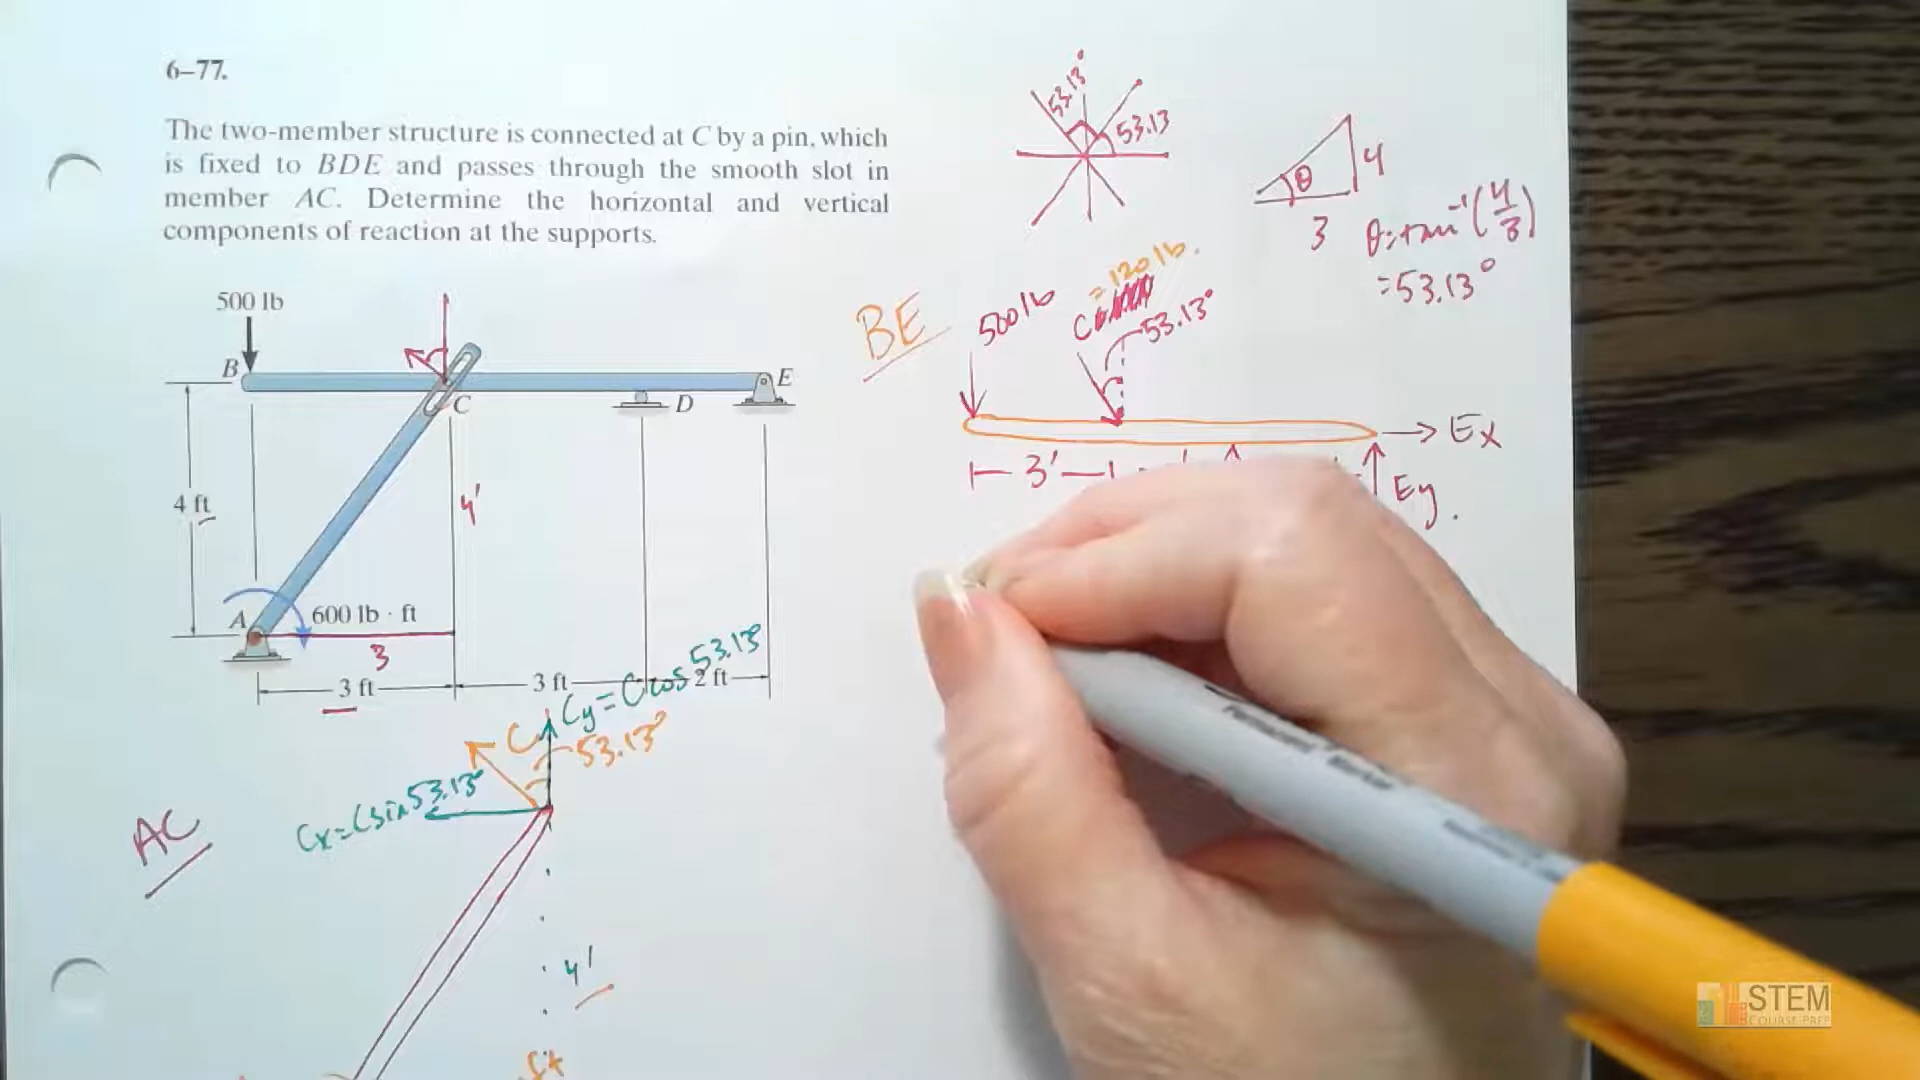 6–77.
The two-member structure is connected at C by a pin, which
is fixed to BDE and passes through the smooth slot in
member AC. Determine the horizontal and vertical
components of reaction at the supports.
500 lb
B
C
D
E
4 ft
4'
A
600 lb · ft
3
3 ft
3 ft
2 ft
53.13°
53.13
θ
4
3
θ = tan⁻¹(4/3)
= 53.13°
BE
500 lb
C
= 120 lb.
53.13°
Ex
3'
Ey
AC
C
Cy = C cos 53.13°
53.13°
Cx = C sin 53.13°
4'
ft
STEM
COURSE PREP